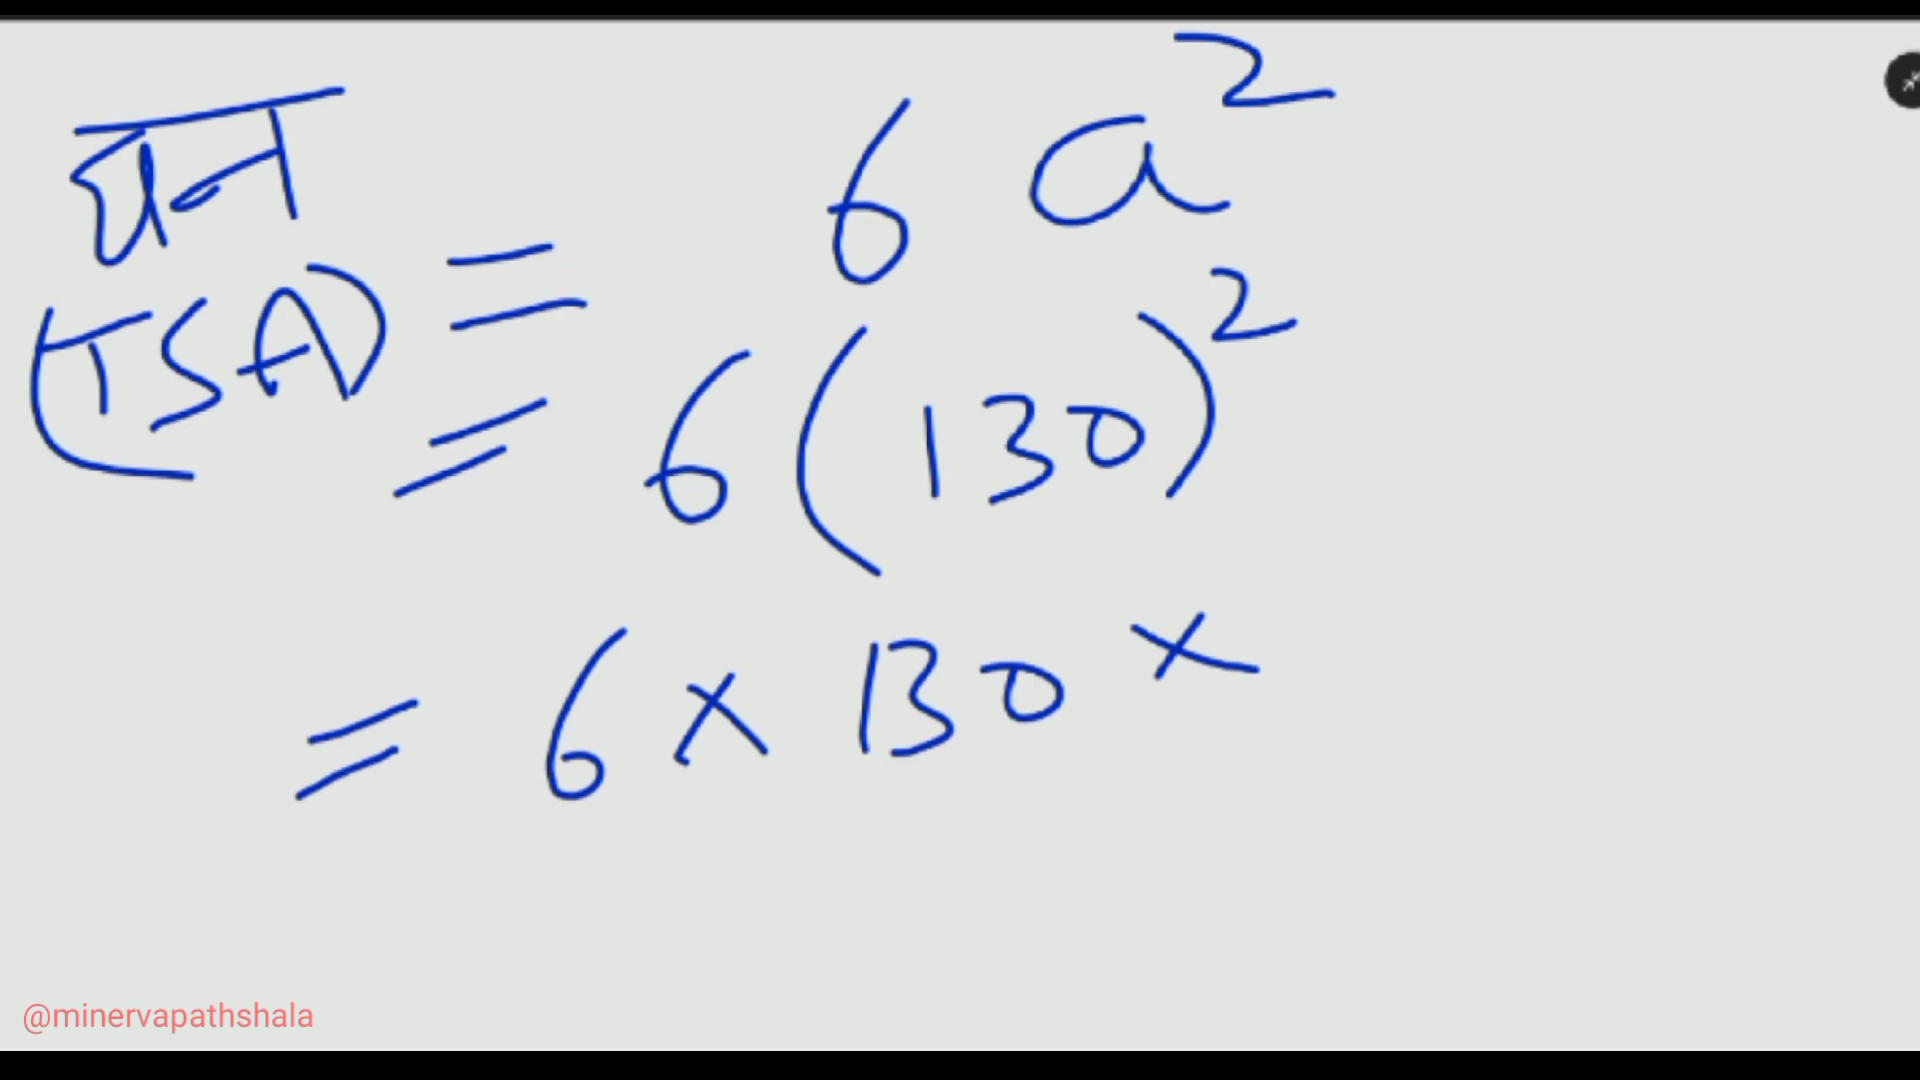 घन = 6 a²
(TSA)
= 6 (130)²
= 6 × 130 ×
@minervapathshala